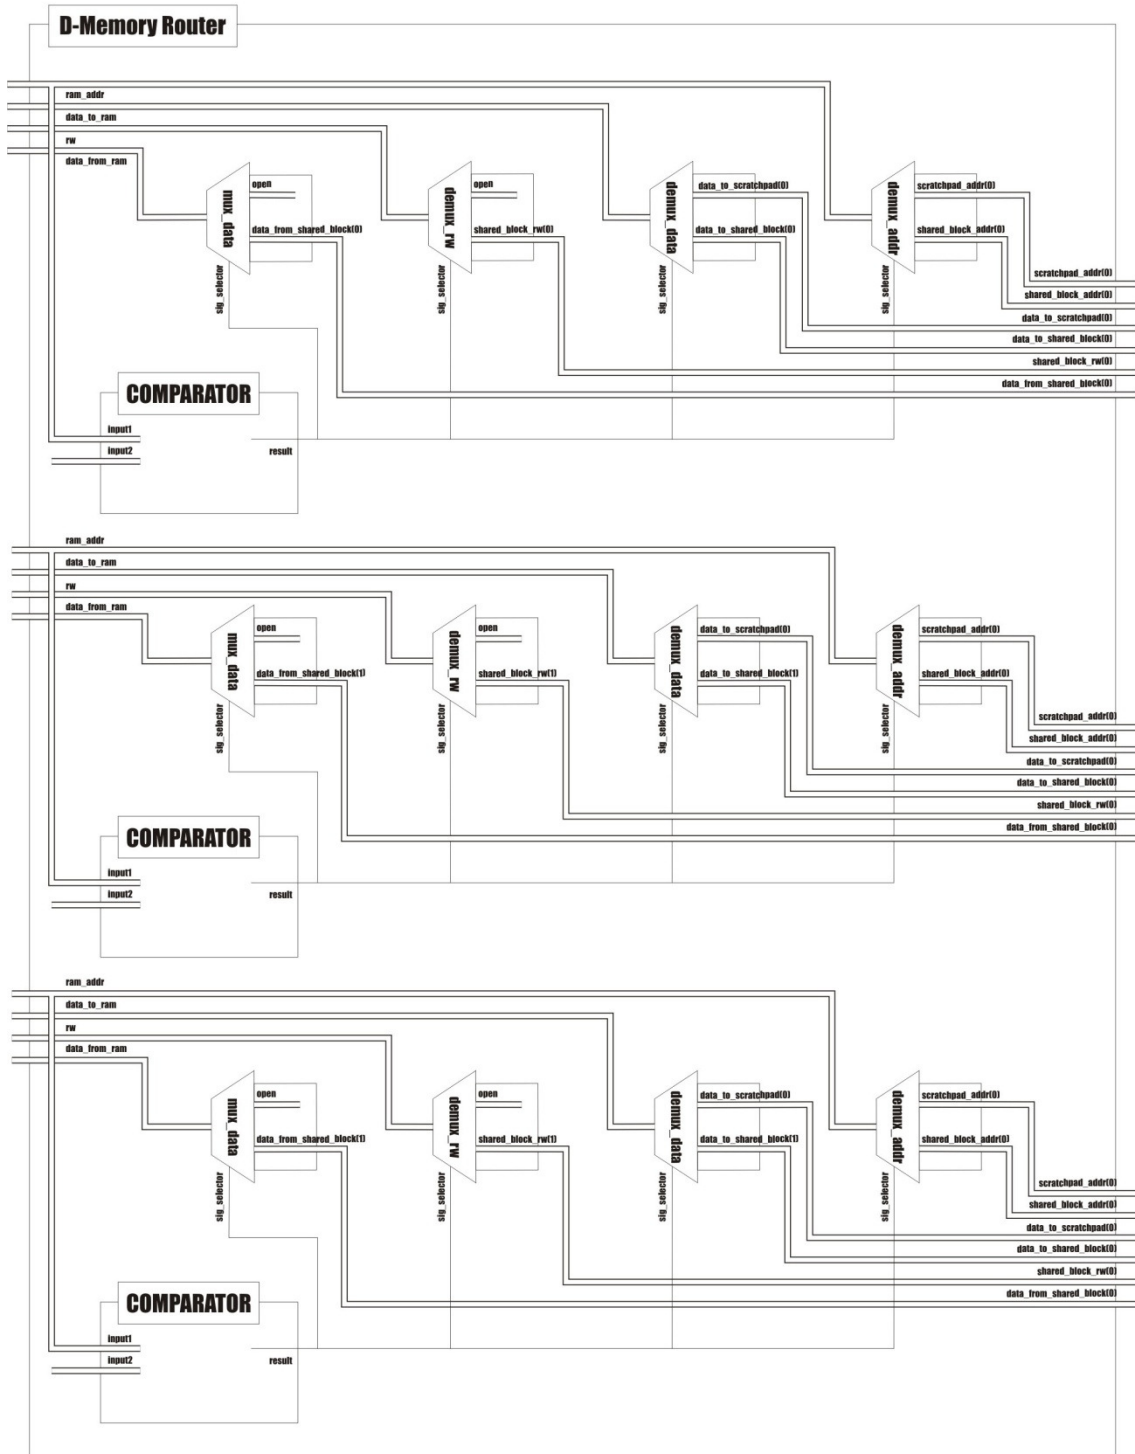 D-Memory Router
ram_addr
data_to_ram
rw
data_from_ram
mux_data
open
data_from_shared_block(0)
sig_selector
demux_rw
open
shared_block_rw(0)
sig_selector
demux_data
data_to_scratchpad(0)
data_to_shared_block(0)
sig_selector
demux_addr
scratchpad_addr(0)
shared_block_addr(0)
sig_selector
scratchpad_addr(0)
shared_block_addr(0)
data_to_scratchpad(0)
data_to_shared_block(0)
shared_block_rw(0)
data_from_shared_block(0)
COMPARATOR
input1
input2
result
ram_addr
data_to_ram
rw
data_from_ram
mux_data
open
data_from_shared_block(1)
sig_selector
demux_rw
open
shared_block_rw(1)
sig_selector
demux_data
data_to_scratchpad(0)
data_to_shared_block(1)
sig_selector
demux_addr
scratchpad_addr(0)
shared_block_addr(0)
sig_selector
scratchpad_addr(0)
shared_block_addr(0)
data_to_scratchpad(0)
data_to_shared_block(0)
shared_block_rw(0)
data_from_shared_block(0)
COMPARATOR
input1
input2
result
ram_addr
data_to_ram
rw
data_from_ram
mux_data
open
data_from_shared_block(1)
sig_selector
demux_rw
open
shared_block_rw(1)
sig_selector
demux_data
data_to_scratchpad(0)
data_to_shared_block(1)
sig_selector
demux_addr
scratchpad_addr(0)
shared_block_addr(0)
sig_selector
scratchpad_addr(0)
shared_block_addr(0)
data_to_scratchpad(0)
data_to_shared_block(0)
shared_block_rw(0)
data_from_shared_block(0)
COMPARATOR
input1
input2
result